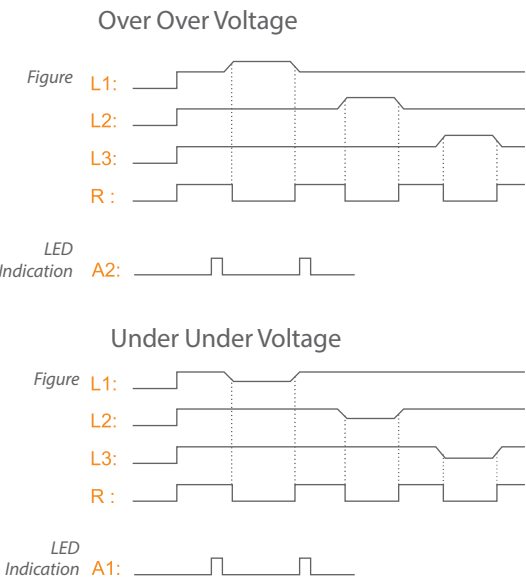 Over Over Voltage
Figure L1:
L2:
L3:
R :
LED
Indication A2:
Under Under Voltage
Figure L1:
L2:
L3:
R :
LED
Indication A1: